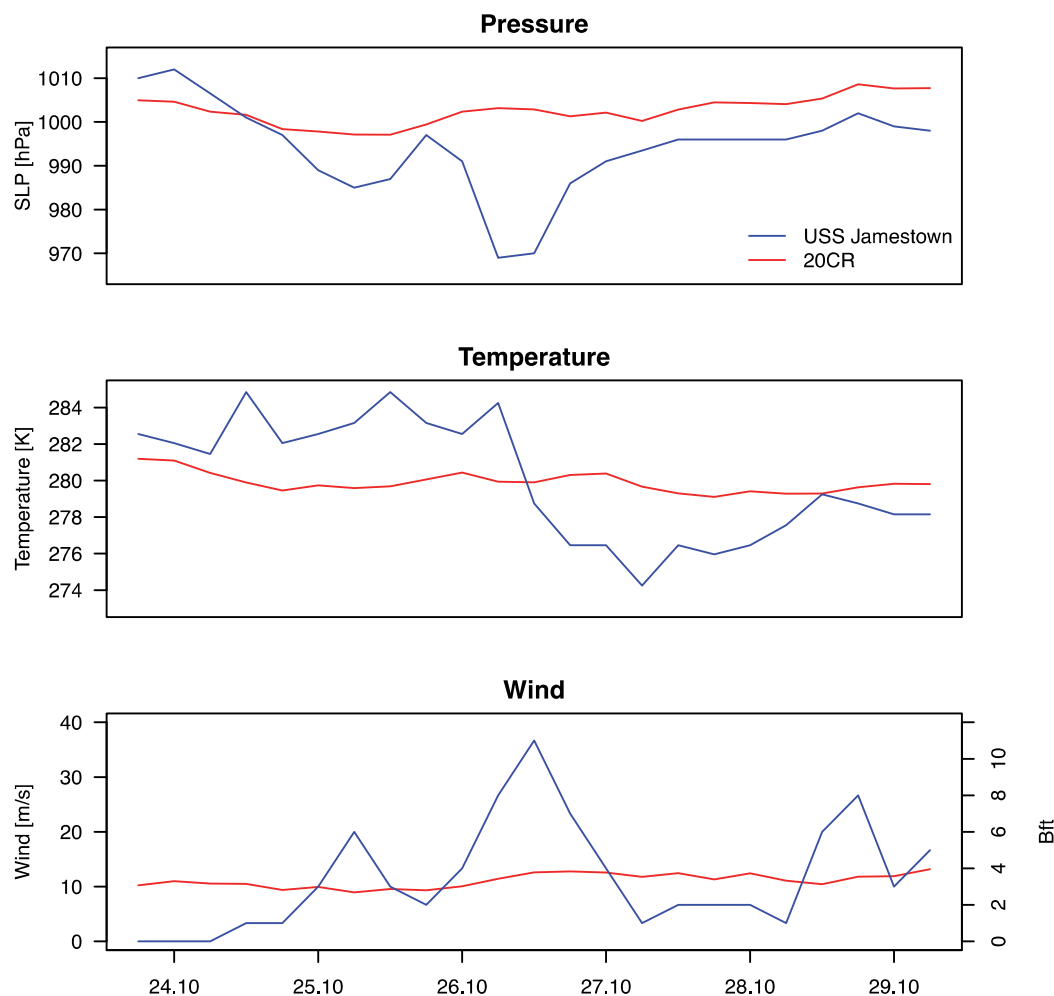 Pressure
SLP [hPa]
1010
1000
990
980
970
USS Jamestown
20CR
Temperature
Temperature [K]
284
282
280
278
276
274
Wind
Wind [m/s]
40
30
20
10
0
10
8
6
4
2
0
Bft
24.10 25.10 26.10 27.10 28.10 29.10